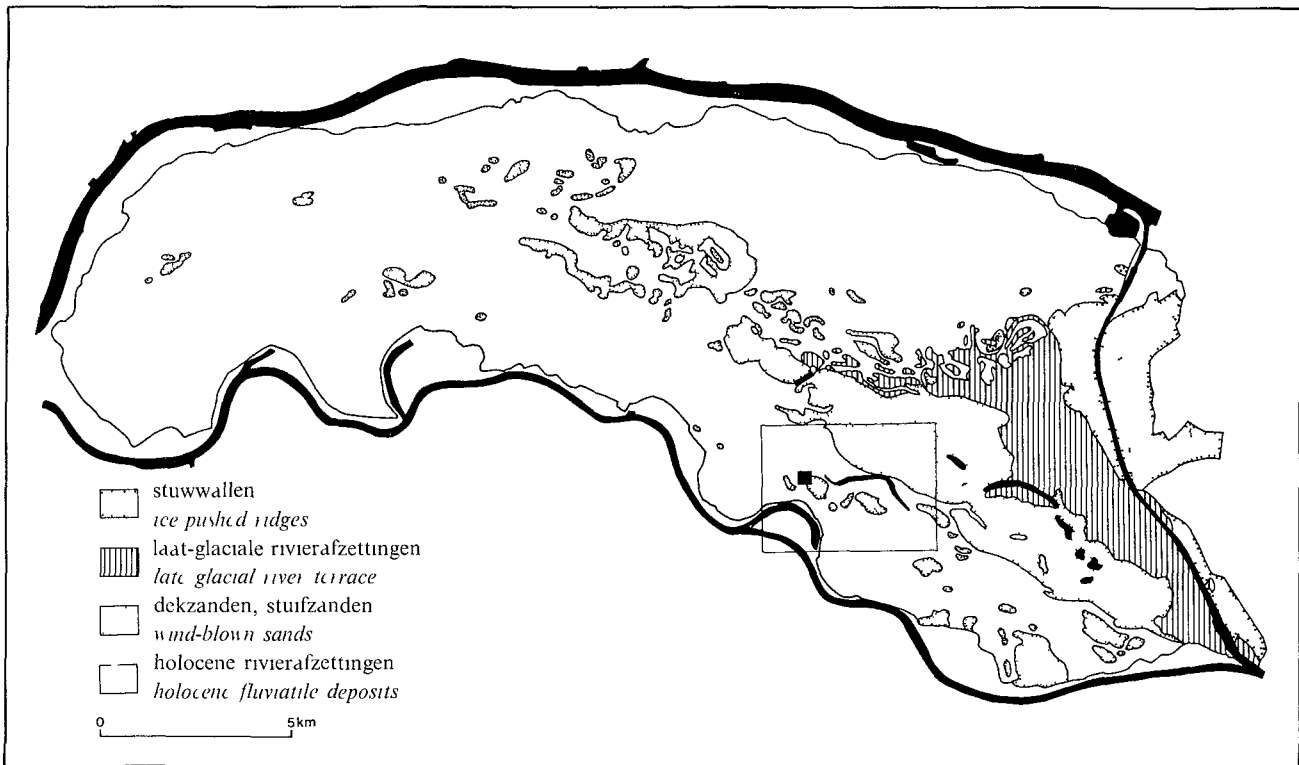 stuwwallen
ice pushed ridges
laat-glaciale rivierafzettingen
late glacial river terrace
dekzanden, stuifzanden
wind-blown sands
holocene rivierafzettingen
holocene fluviatile deposits
0 5km